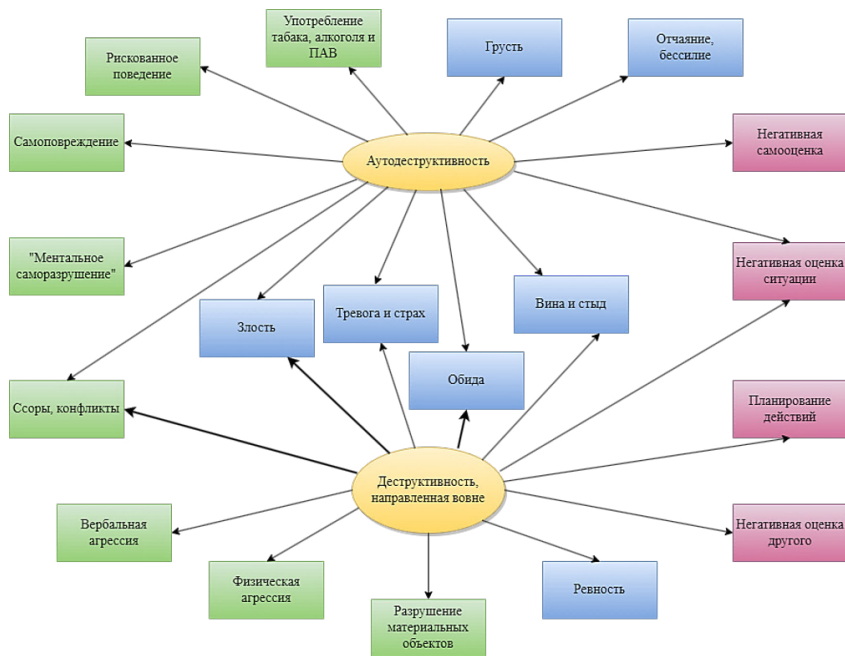 Употребление
табака, алкоголя и
ПАВ
Грусть
Отчаяние,
бессилие
Рискованное
поведение
Самоповреждение
Аутодеструктивность
Негативная
самооценка
"Ментальное
саморазрушение"
Негативная оценка
ситуации
Злость
Тревога и страх
Вина и стыд
Обида
Ссоры, конфликты
Планирование
действий
Деструктивность,
направленная вовне
Вербальная
агрессия
Негативная оценка
другого
Физическая
агрессия
Разрушение
материальных
объектов
Ревность